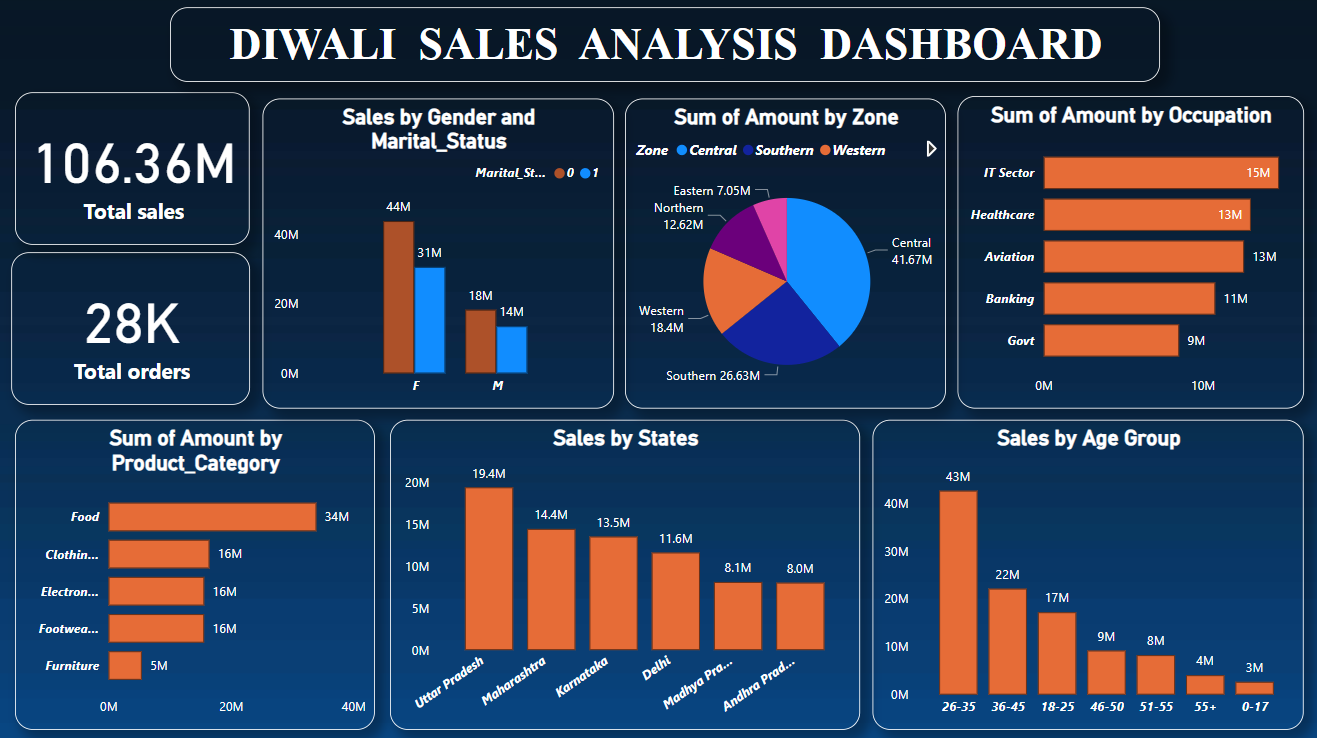 DIWALI SALES ANALYSIS DASHBOARD
106.36M
Total sales
28K
Total orders
Sales by Gender and
Marital_Status
Marital_St... 0 1
44M
31M
18M
14M
40M
20M
0M
F M
Sum of Amount by Zone
Zone Central Southern Western
Eastern 7.05M
Northern
12.62M
Central
41.67M
Western
18.4M
Southern 26.63M
Sum of Amount by Occupation
IT Sector 15M
Healthcare 13M
Aviation 13M
Banking 11M
Govt 9M
0M 10M
Sum of Amount by
Product_Category
Food 34M
Clothin... 16M
Electron... 16M
Footwea... 16M
Furniture 5M
0M 20M 40M
Sales by States
20M
15M
10M
5M
0M
19.4M
14.4M
13.5M
11.6M
8.1M
8.0M
Uttar Pradesh
Maharashtra
Karnataka
Delhi
Madhya Pra...
Andhra Prad...
Sales by Age Group
40M
30M
20M
10M
0M
43M
22M
17M
9M
8M
4M
3M
26-35 36-45 18-25 46-50 51-55 55+ 0-17